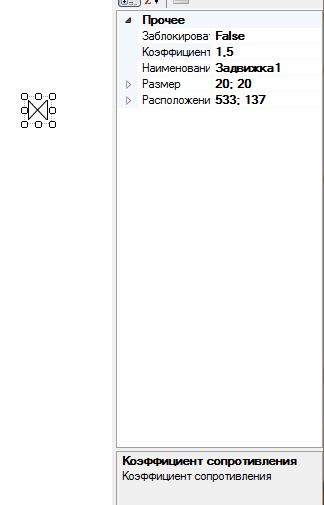 Прочее
Заблокирова False
Коэффициент 1,5
Наименовани Задвижка1
Размер 20; 20
Расположени 533; 137
Коэффициент сопротивления
Коэффициент сопротивления